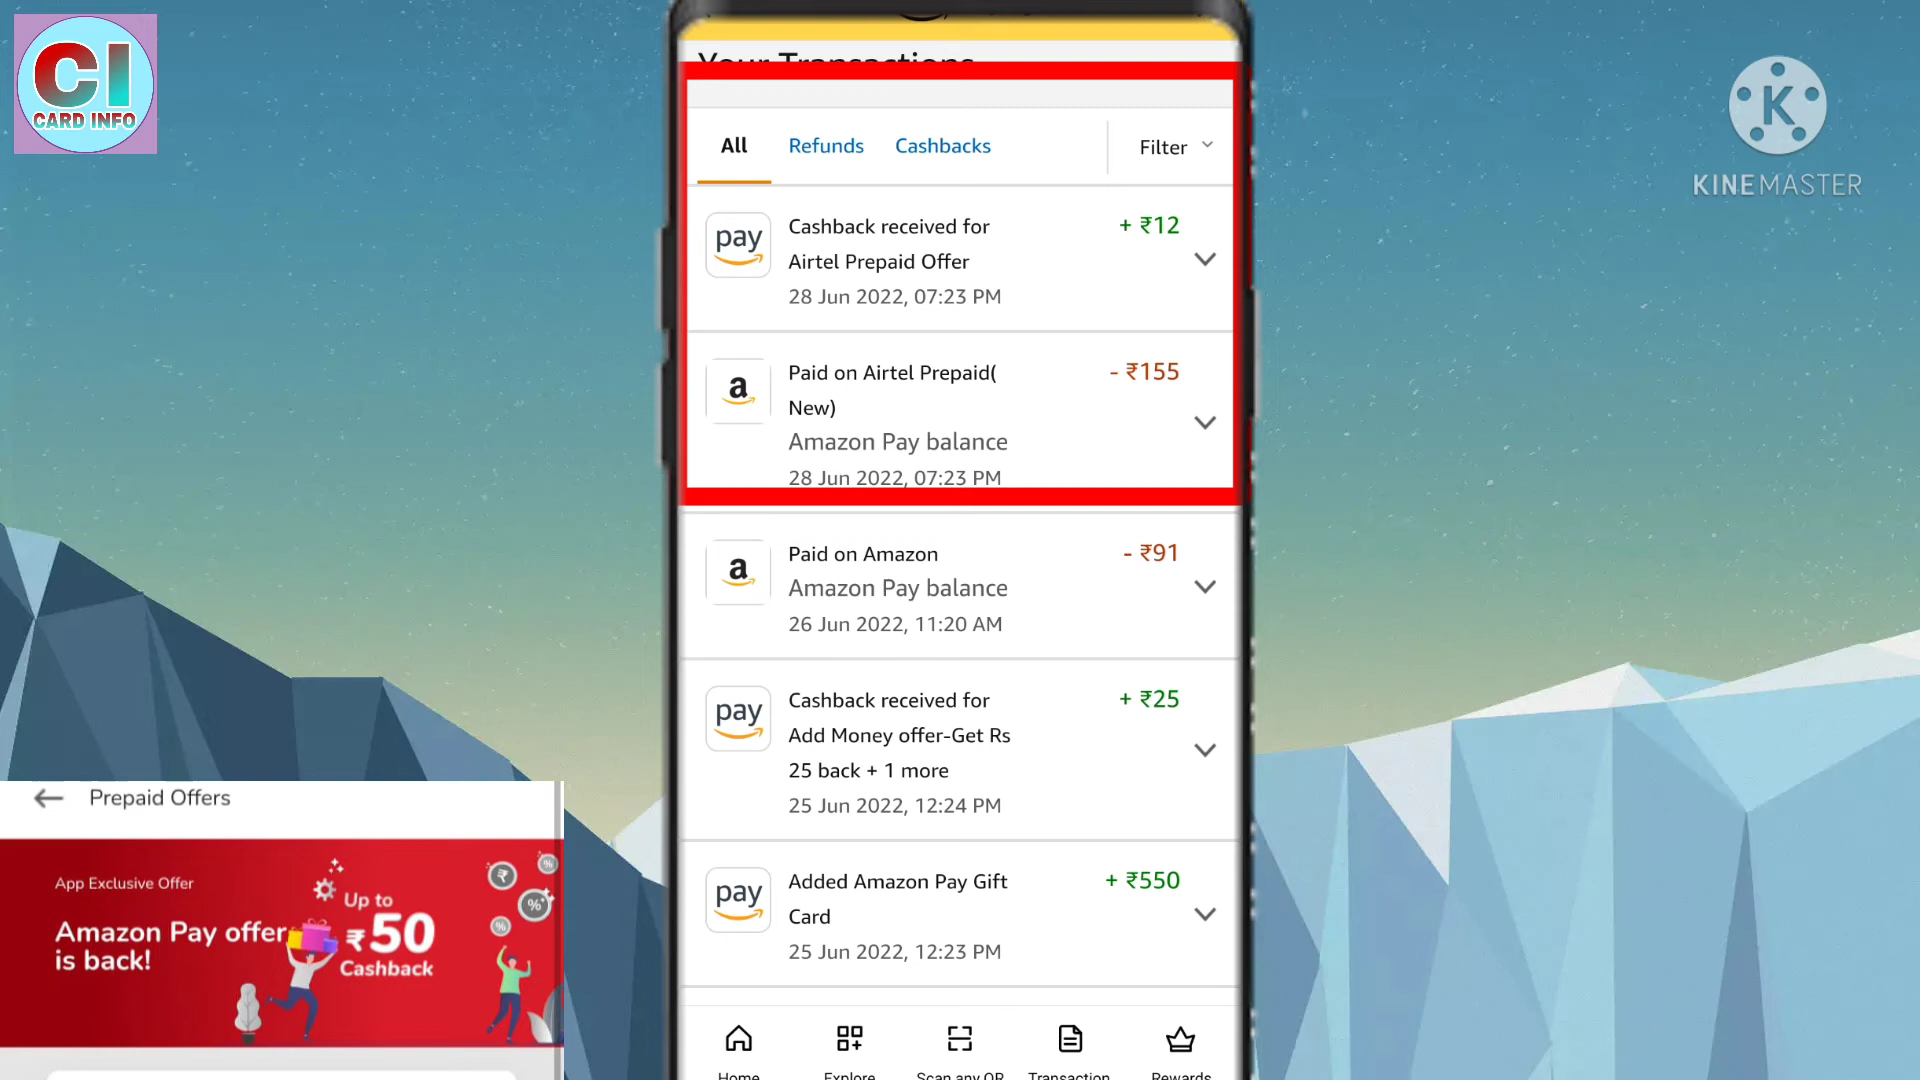 CI
CARD INFO
KINEMASTER
Your Transactions
All
Refunds
Cashbacks
Filter
pay
Cashback received for
Airtel Prepaid Offer
28 Jun 2022, 07:23 PM
+ ₹12
a
Paid on Airtel Prepaid(
New)
Amazon Pay balance
28 Jun 2022, 07:23 PM
- ₹155
a
Paid on Amazon
Amazon Pay balance
26 Jun 2022, 11:20 AM
- ₹91
pay
Cashback received for
Add Money offer-Get Rs
25 back + 1 more
25 Jun 2022, 12:24 PM
+ ₹25
pay
Added Amazon Pay Gift
Card
25 Jun 2022, 12:23 PM
+ ₹550
Home
Explore
Scan any QR
Transaction
Rewards
Prepaid Offers
App Exclusive Offer
Amazon Pay offer
is back!
Up to
₹50
Cashback